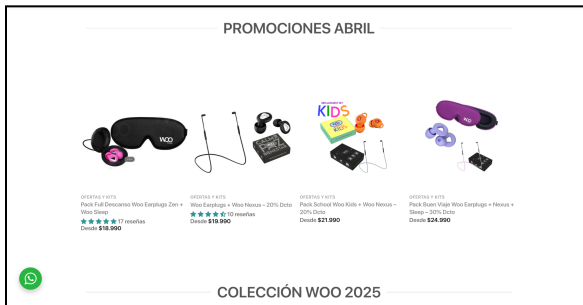 PROMOCIONES ABRIL
WOO
KIDS
WOO
OFERTAS Y KITS
Pack Full Descanso Woo Earplugs Zen +
Woo Sleep
17 reseñas
Desde $18.990
OFERTAS Y KITS
Woo Earplugs + Woo Nexus – 20% Dcto
10 reseñas
Desde $19.990
OFERTAS Y KITS
Pack School Woo Kids + Woo Nexus –
20% Dcto
Desde $21.990
OFERTAS Y KITS
Pack Buen Viaje Woo Earplugs + Nexus +
Sleep – 30% Dcto
Desde $24.990
COLECCIÓN WOO 2025